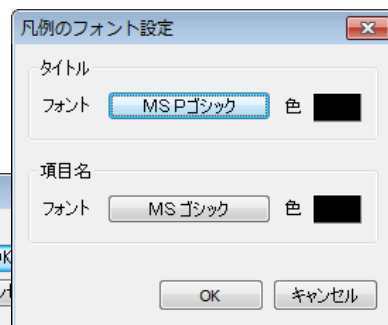 凡例のフォント設定
タイトル
フォント MS Pゴシック 色
項目名
フォント MS ゴシック 色
OK キャンセル